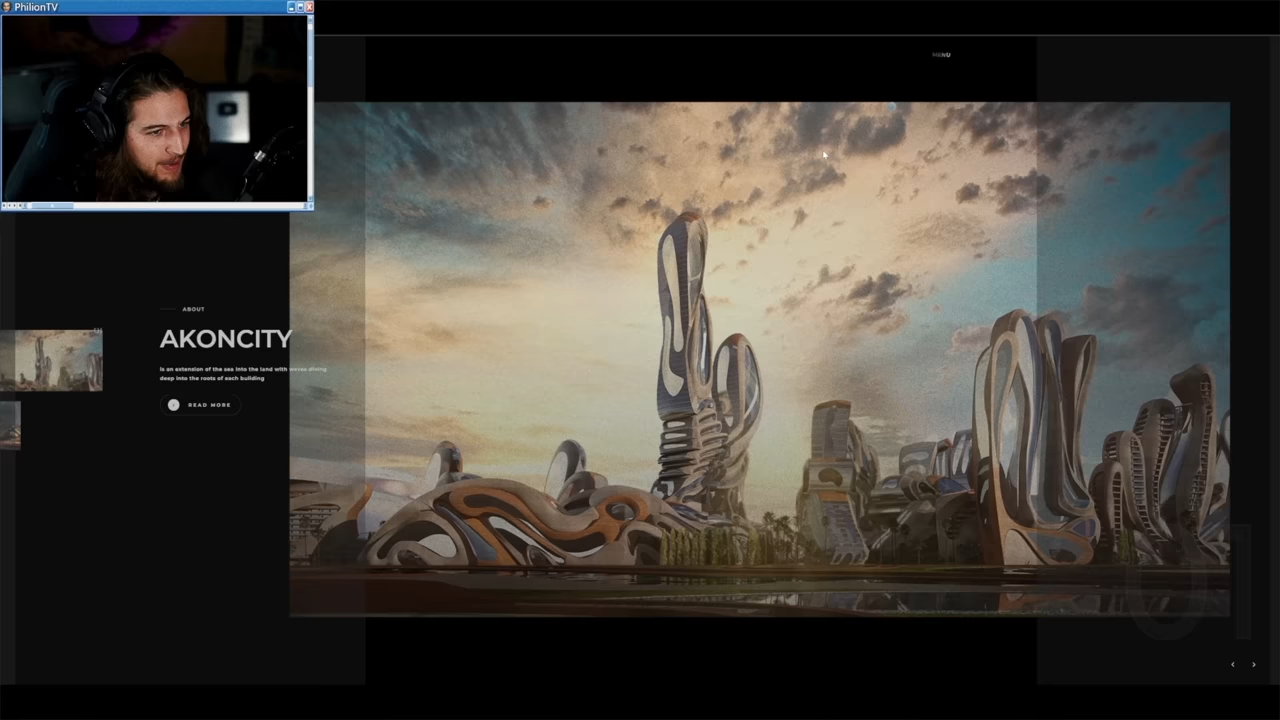 PhilionTV
MENU
ABOUT
AKONCITY
Is an extension of the sea into the land with waves diving
deep into the roots of each building
READ MORE
01